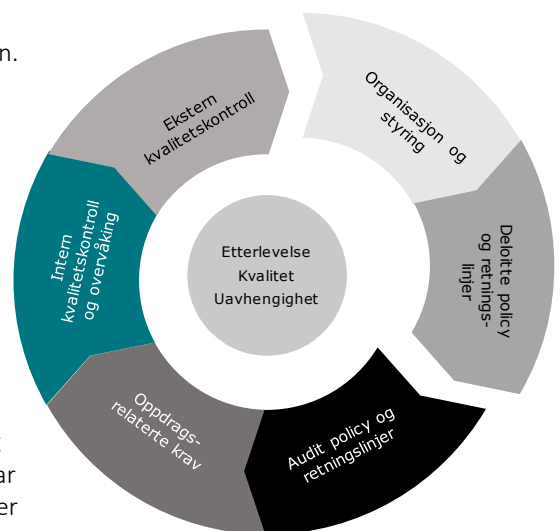 n.
Organisasjon og
styring
Deloitte policy
og retnings-
linjer
Audit policy og
retningslinjer
Oppdrags-
relaterte krav
Intern
kvalitetskontroll
og overvåking
Ekstern
kvalitetskontroll
Etterlevelse
Kvalitet
Uavhengighet
ar
er